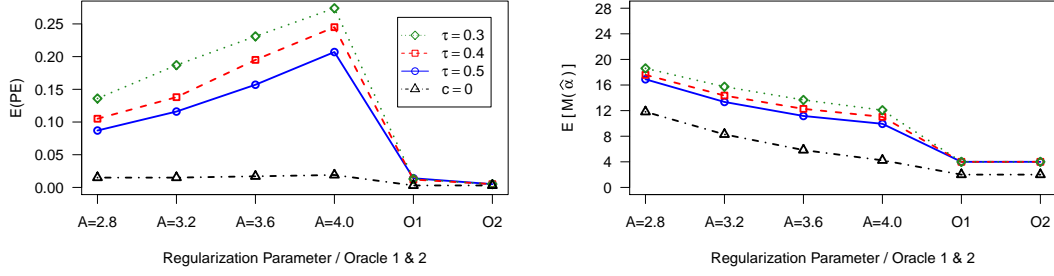 E(PE)
0.25
0.20
0.15
0.10
0.05
0.00
τ = 0.3
τ = 0.4
τ = 0.5
c = 0
A=2.8 A=3.2 A=3.6 A=4.0 O1 O2
Regularization Parameter / Oracle 1 & 2
E [ M( α̂ ) ]
28
24
20
16
12
8
4
0
A=2.8 A=3.2 A=3.6 A=4.0 O1 O2
Regularization Parameter / Oracle 1 & 2